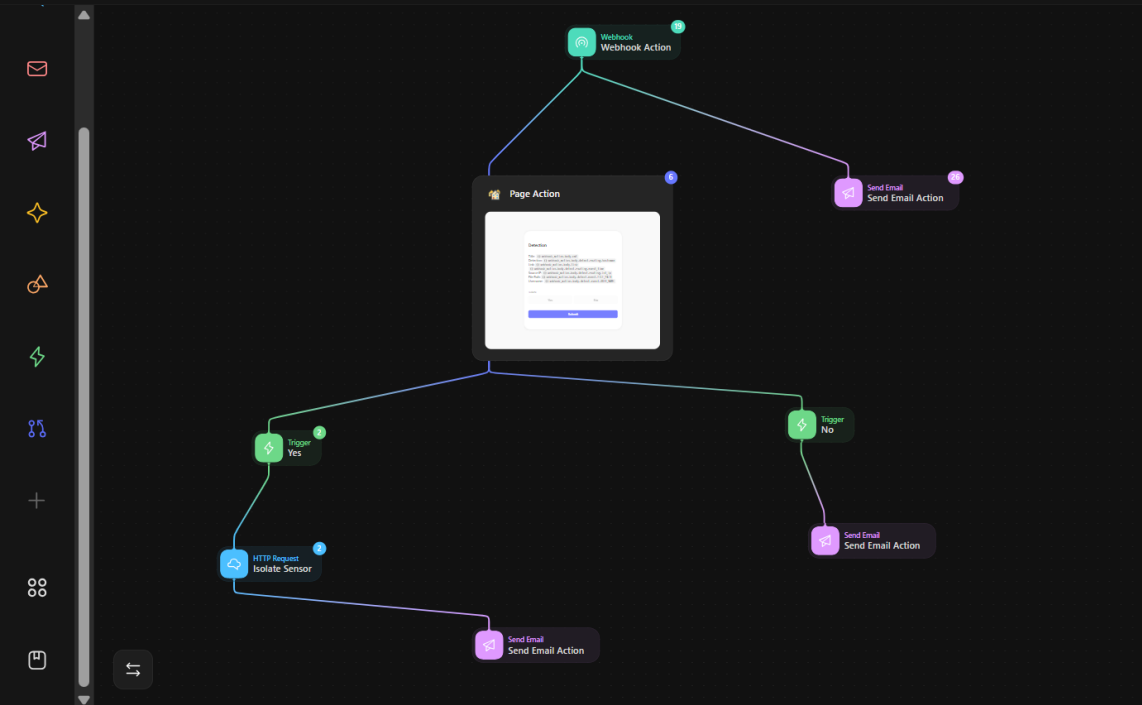 Webhook
Webhook Action
19
Send Email
Send Email Action
26
Page Action
6
Detection
Submit
Trigger
Yes
2
Trigger
No
HTTP Request
Isolate Sensor
2
Send Email
Send Email Action
Send Email
Send Email Action